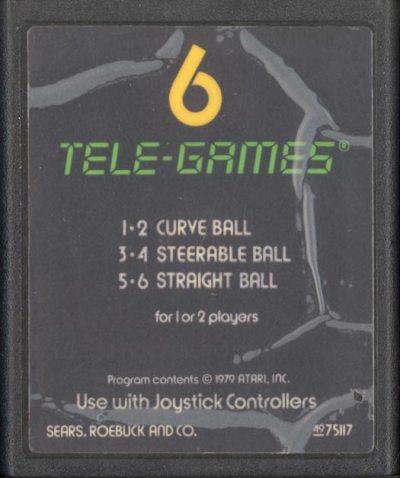 6
TELE-GAMES®
1•2 CURVE BALL
3•4 STEERABLE BALL
5•6 STRAIGHT BALL
for 1 or 2 players
Program contents © 1979 ATARI, INC.
Use with Joystick Controllers
SEARS, ROEBUCK AND CO. 49 75117